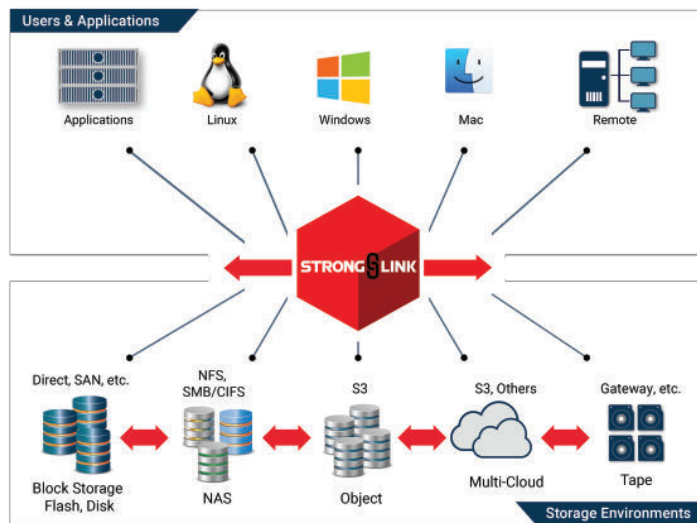 Users & Applications
Applications
Linux
Windows
Mac
Remote
STRONG LINK
Direct, SAN, etc.
NFS,
SMB/CIFS
S3
S3, Others
Gateway, etc.
Block Storage
Flash, Disk
NAS
Object
Multi-Cloud
Tape
Storage Environments